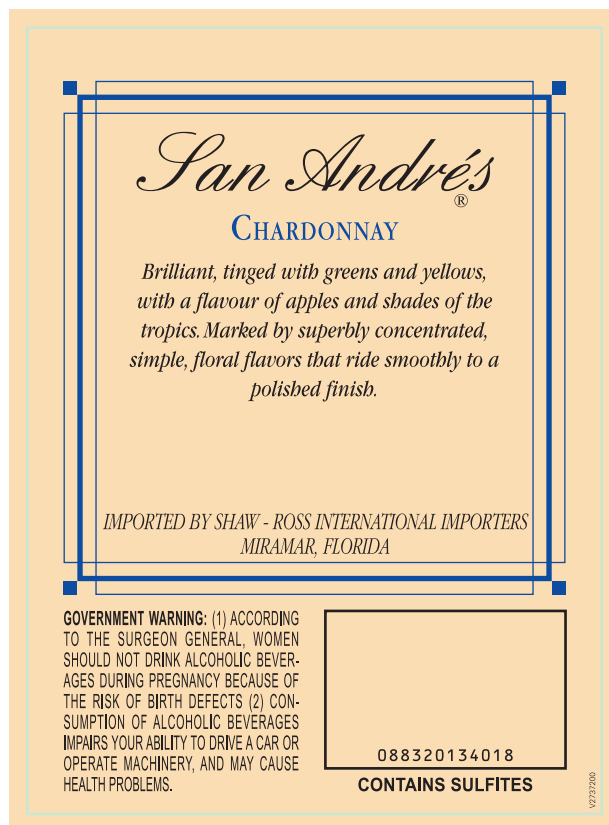 San Andrés
®
CHARDONNAY
Brilliant, tinged with greens and yellows,
with a flavour of apples and shades of the
tropics. Marked by superbly concentrated,
simple, floral flavors that ride smoothly to a
polished finish.
IMPORTED BY SHAW - ROSS INTERNATIONAL IMPORTERS
MIRAMAR, FLORIDA
GOVERNMENT WARNING: (1) ACCORDING
TO THE SURGEON GENERAL, WOMEN
SHOULD NOT DRINK ALCOHOLIC BEVER-
AGES DURING PREGNANCY BECAUSE OF
THE RISK OF BIRTH DEFECTS (2) CON-
SUMPTION OF ALCOHOLIC BEVERAGES
IMPAIRS YOUR ABILITY TO DRIVE A CAR OR
OPERATE MACHINERY, AND MAY CAUSE
HEALTH PROBLEMS.
088320134018
CONTAINS SULFITES
V2737200